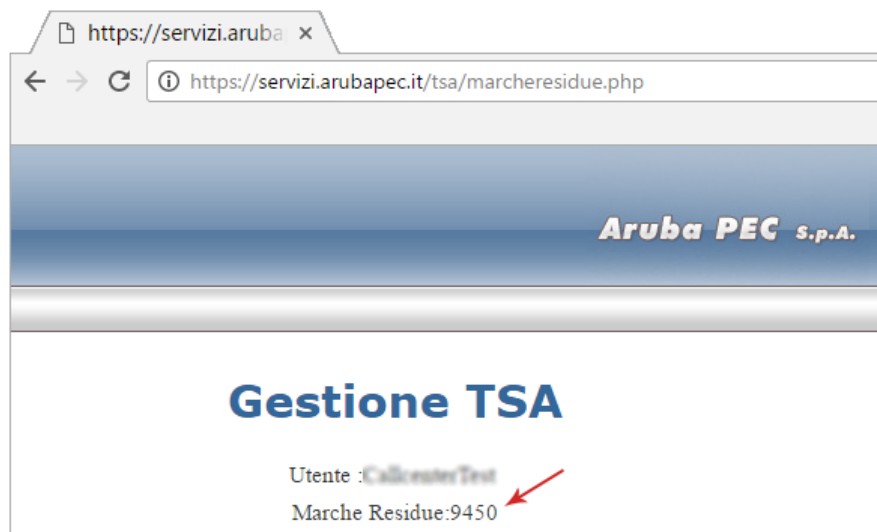 https://servizi.aruba
https://servizi.arubapec.it/tsa/marcheresidue.php
Aruba PEC S.p.A.
Gestione TSA
Utente :
Marche Residue:9450